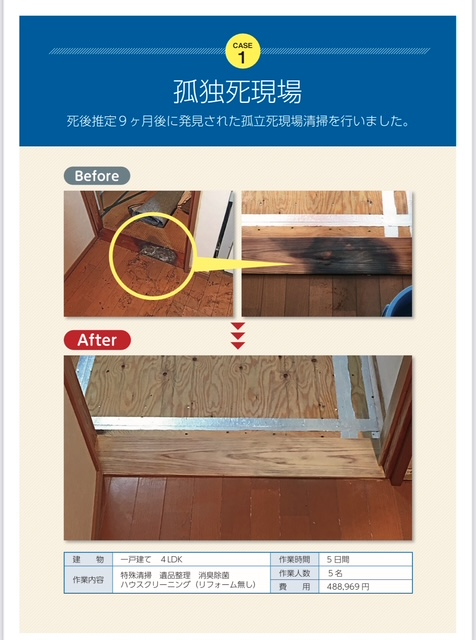 CASE
1
孤独死現場
死後推定９ヶ月後に発見された孤立死現場清掃を行いました。
Before
After
建　物　一戸建て　４LDK　作業時間　５日間
作業内容　特殊清掃　遺品整理　消臭除菌　作業人数　５名
ハウスクリーニング（リフォーム無し）　費　用　488,969 円